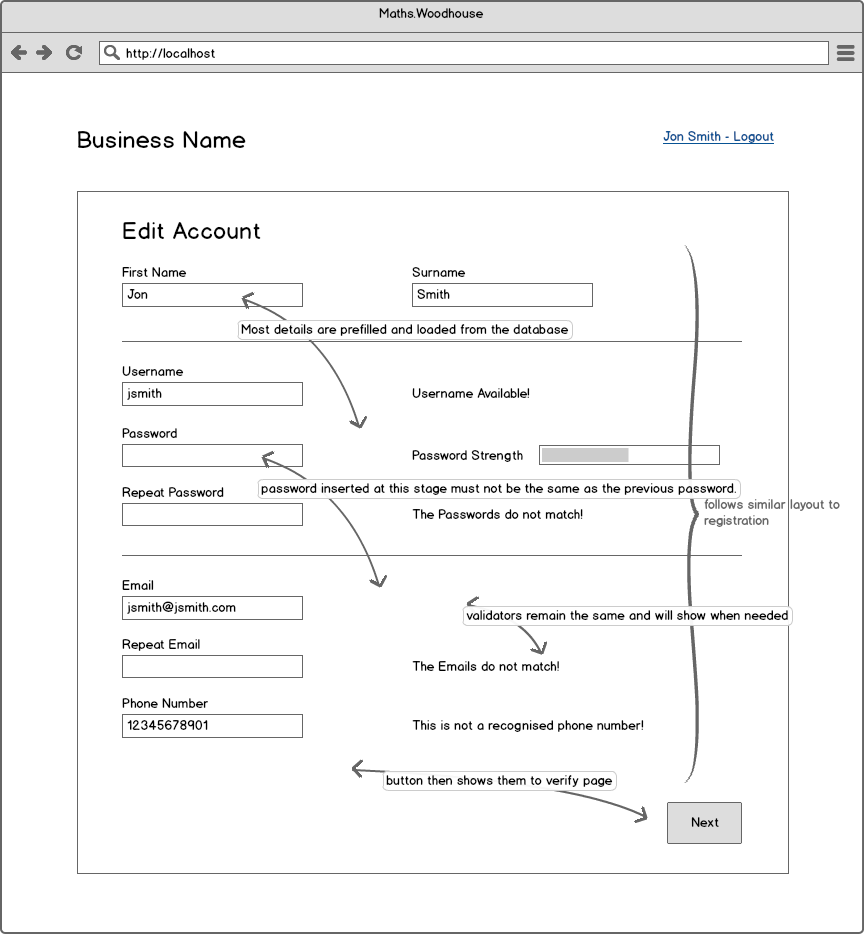 Maths.Woodhouse
http://localhost
Business Name
Jon Smith - Logout
Edit Account
First Name
Surname
Jon
Smith
Most details are prefilled and loaded from the database
Username
jsmith
Username Available!
Password
Password Strength
password inserted at this stage must not be the same as the previous password.
Repeat Password
The Passwords do not match!
follows similar layout to
registration
Email
jsmith@jsmith.com
validators remain the same and will show when needed
Repeat Email
The Emails do not match!
Phone Number
12345678901
This is not a recognised phone number!
button then shows them to verify page
Next